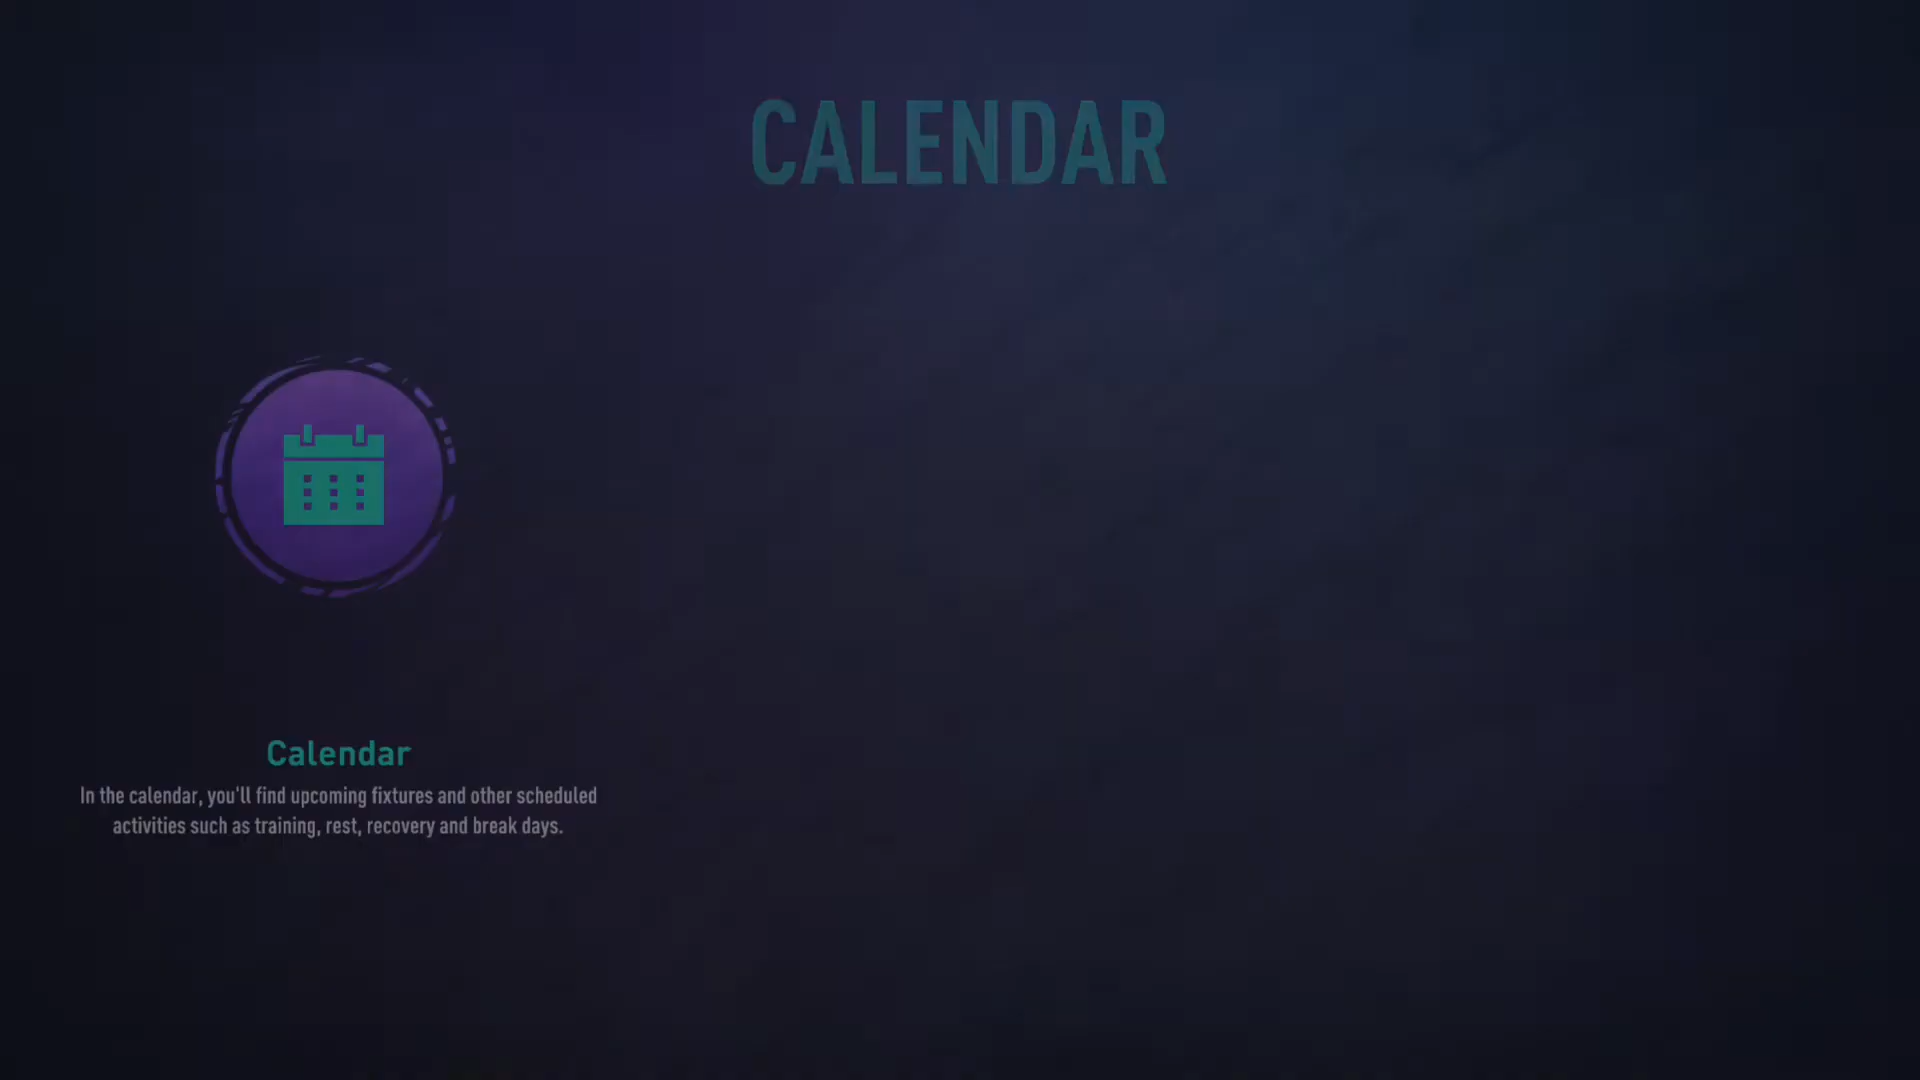 CALENDAR
Calendar
In the calendar, you'll find upcoming fixtures and other scheduled
activities such as training, rest, recovery and break days.